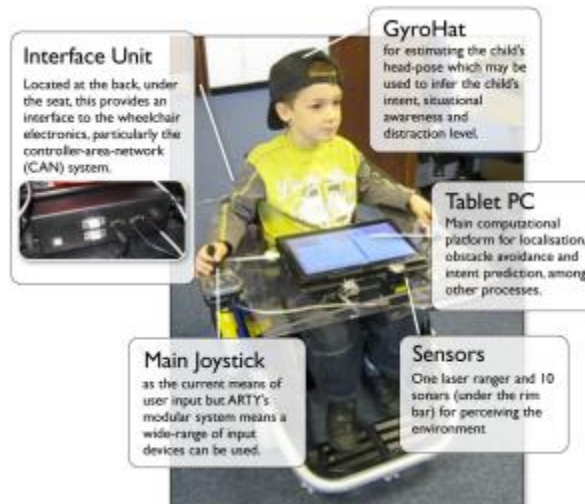 Interface Unit
Located at the back, under
the seat, this provides an
interface to the wheelchair
electronics, particularly the
controller-area-network
(CAN) system.
GyroHat
for estimating the child's
head-pose which may be
used to infer the child's
intent, situational
awareness and
distraction level.
Tablet PC
Main computational
platform for localisation,
obstacle avoidance and
intent prediction, among
other processes.
Main Joystick
as the current means of
user input but ARTY's
modular system means a
wide-range of input
devices can be used.
Sensors
One laser ranger and 10
sonars (under the rim
bar) for perceiving the
environment